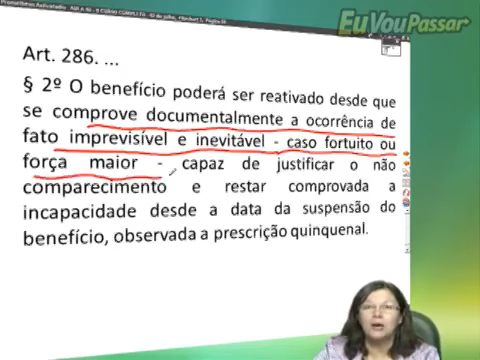 EuVouPassar
Art. 286. ...
§ 2º O benefício poderá ser reativado desde que
se comprove documentalmente a ocorrência de
fato imprevisível e inevitável - caso fortuito ou
força maior - capaz de justificar o não
comparecimento e restar comprovada a
incapacidade desde a data da suspensão do
benefício, observada a prescrição quinquenal.